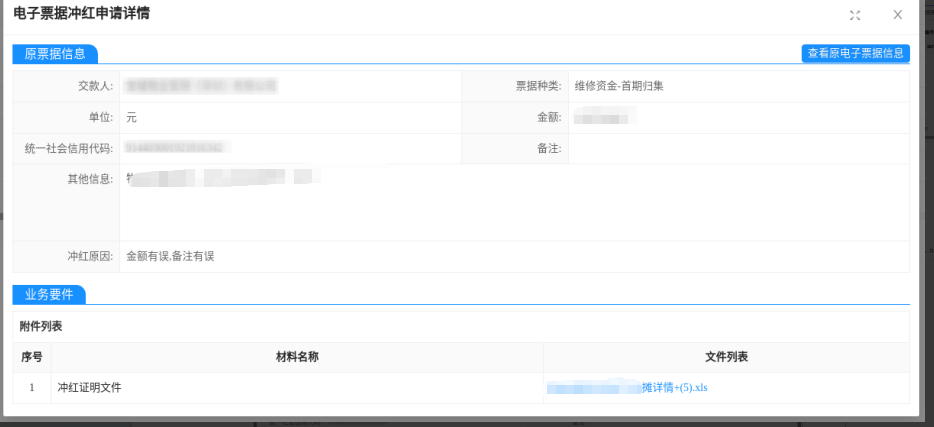 电子票据冲红申请详情
原票据信息
查看原电子票据信息
交款人:
票据种类: 维修资金-首期归集
单位: 元
金额:
统一社会信用代码:
备注:
其他信息:
冲红原因: 金额有误,备注有误
业务要件
附件列表
序号 材料名称 文件列表
1 冲红证明文件 摊详情+(5).xls